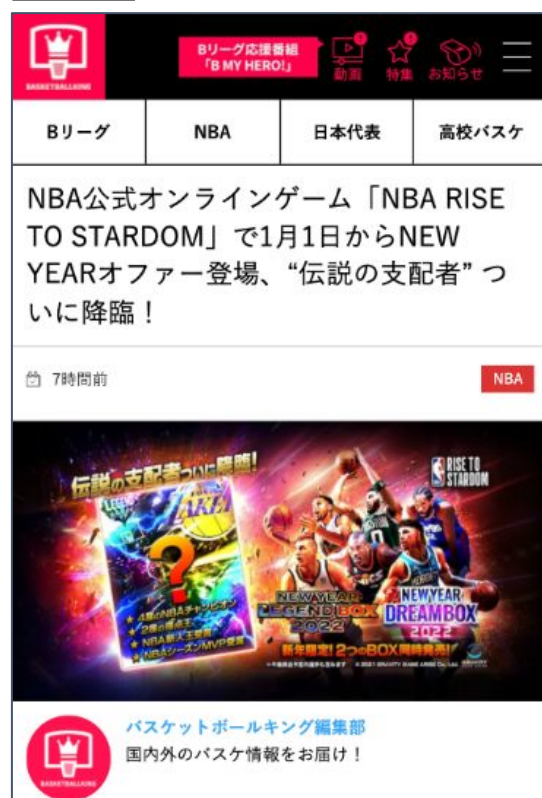 BASKETBALLKING
Bリーグ応援番組
「B MY HERO!」
動画
特集
お知らせ
Bリーグ
NBA
日本代表
高校バスケ
NBA公式オンラインゲーム「NBA RISE
TO STARDOM」で1月1日からNEW
YEARオファー登場、“伝説の支配者” つ
いに降臨！
7時間前
NBA
伝説の支配者ついに降臨!
RISE TO
STARDOM
?
★ 4度のNBAチャンピオン
★ 2度の得点王
★ NBA新人王受賞
★ NBAシーズンMVP受賞
NEW YEAR
LEGEND BOX
2022
NEW YEAR
DREAM BOX
2022
新年限定! 2つのBOX同時発売!
バスケットボールキング編集部
国内外のバスケ情報をお届け！
BASKETBALLKING